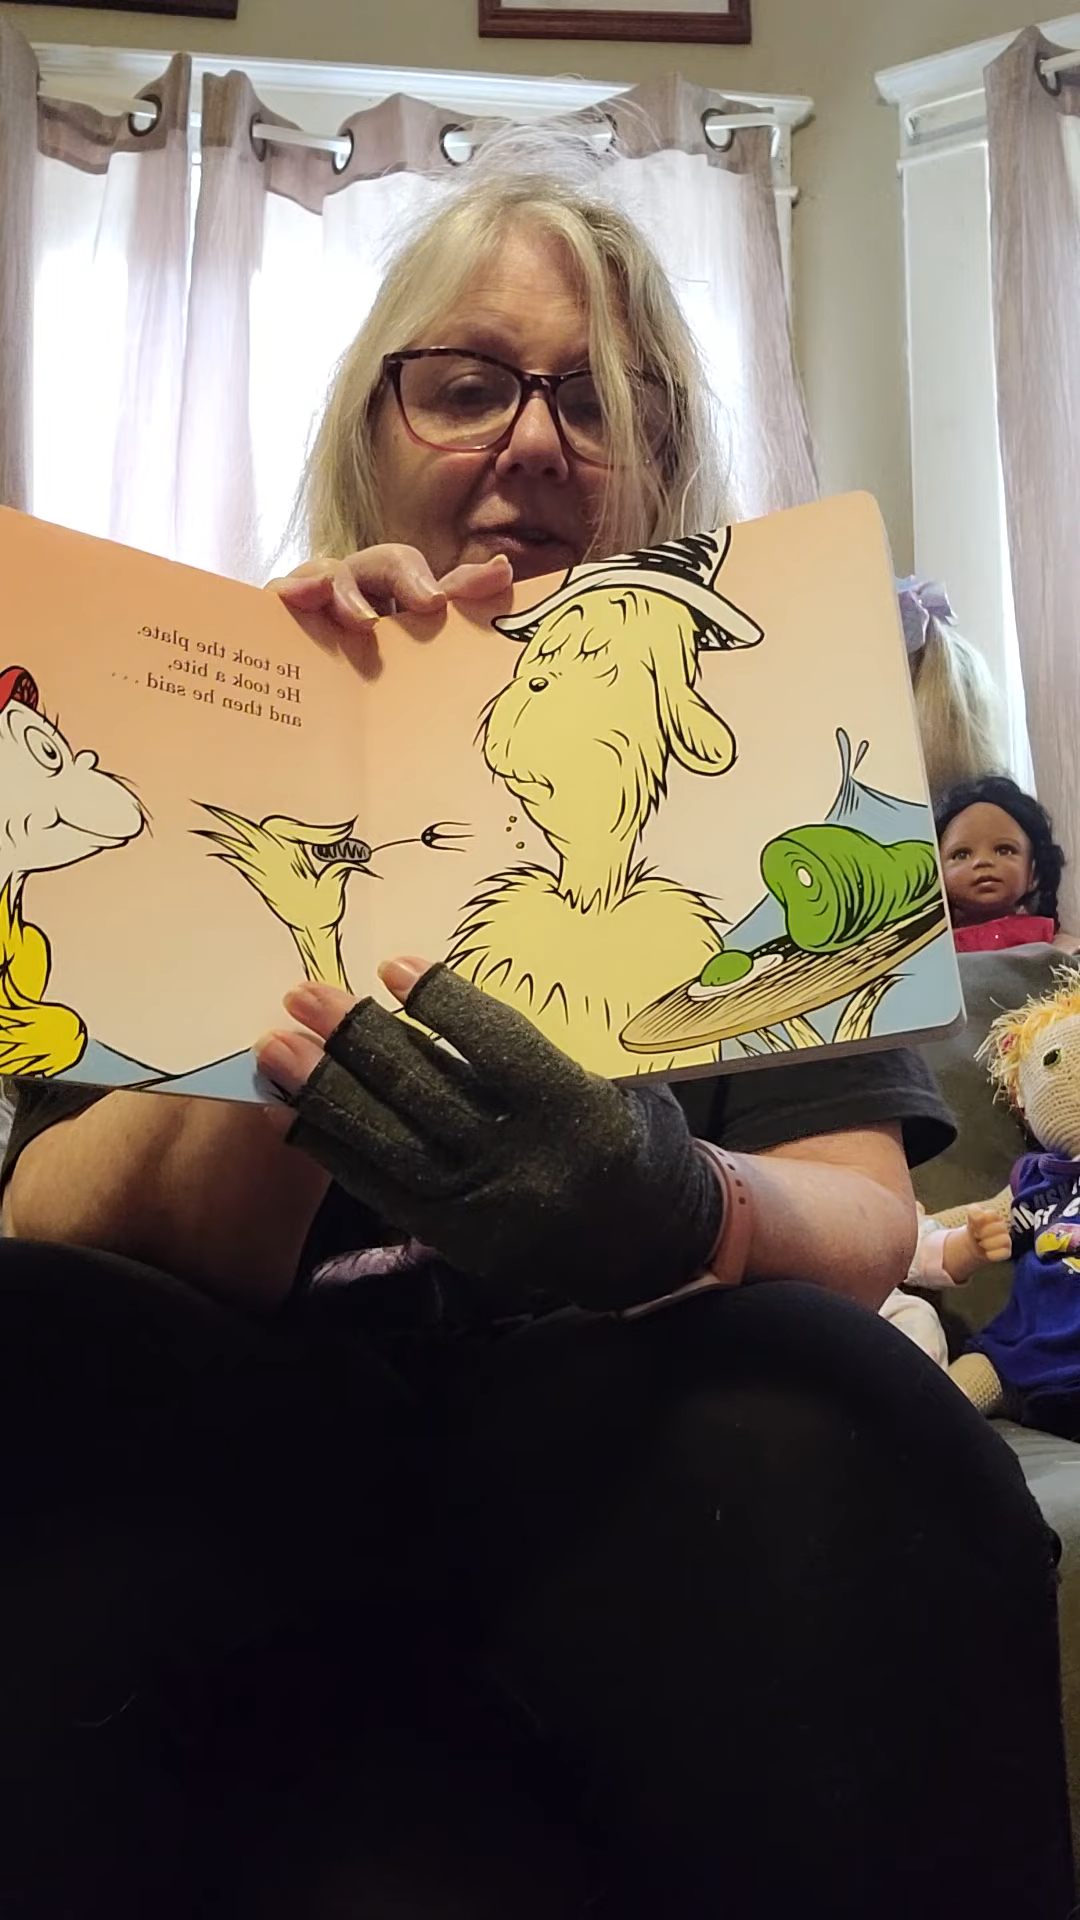 He took the plate.
He took a bite,
and then he said . . . .